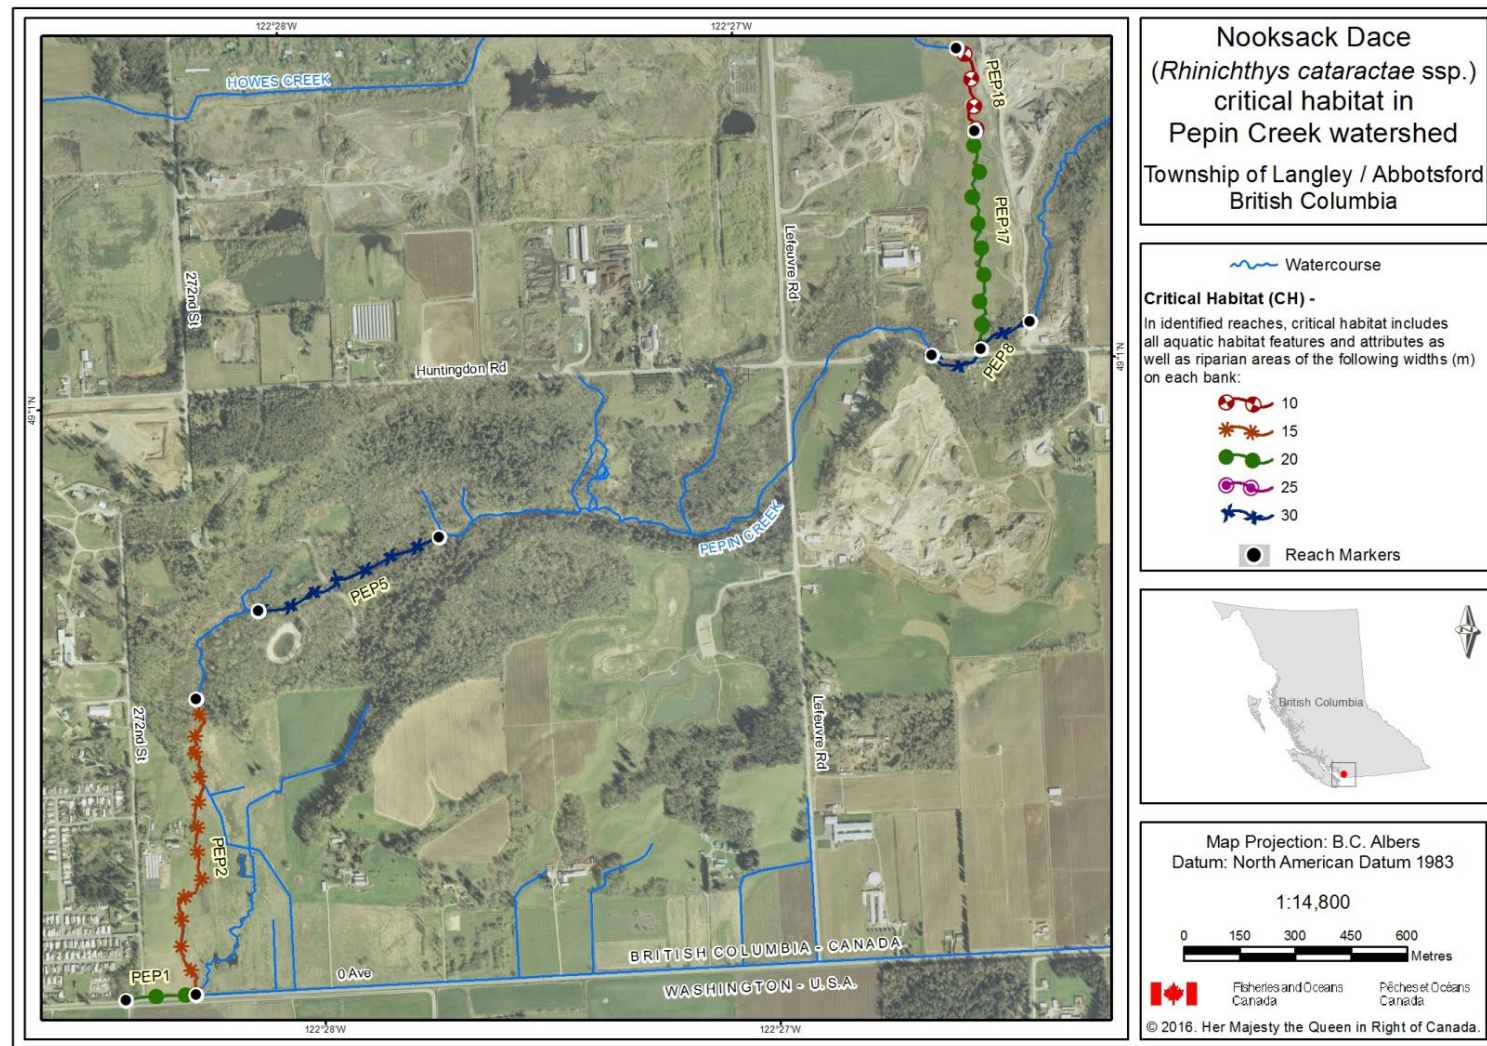 122°28'W
122°27'W
HOWES CREEK
PEP18
PEP17
Lefeuvre Rd
272nd St
Huntingdon Rd
PEP8
49°1'N
49°1'N
PEPIN CREEK
PEP5
272nd St
Lefeuvre Rd
PEP2
PEP1
0 Ave
BRITISH COLUMBIA - CANADA
WASHINGTON - U.S.A.
122°28'W
122°27'W
Nooksack Dace
(Rhinichthys cataractae ssp.)
critical habitat in
Pepin Creek watershed
Township of Langley / Abbotsford
British Columbia
Watercourse
Critical Habitat (CH) -
In identified reaches, critical habitat includes
all aquatic habitat features and attributes as
well as riparian areas of the following widths (m)
on each bank:
10
15
20
25
30
Reach Markers
British Columbia
N
Map Projection: B.C. Albers
Datum: North American Datum 1983
1:14,800
0 150 300 450 600
Metres
Fisheries and Oceans Pêches et Océans
Canada Canada
© 2016. Her Majesty the Queen in Right of Canada.